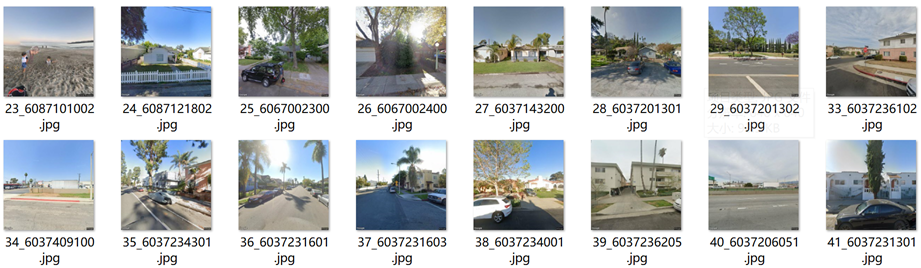 23_6087101002
.jpg
24_6087121802
.jpg
25_6067002300
.jpg
26_6067002400
.jpg
27_6037143200
.jpg
28_6037201301
.jpg
29_6037201302
.jpg
33_6037236102
.jpg
34_6037409100
.jpg
35_6037234301
.jpg
36_6037231601
.jpg
37_6037231603
.jpg
38_6037234001
.jpg
39_6037236205
.jpg
40_6037206051
.jpg
41_6037231301
.jpg